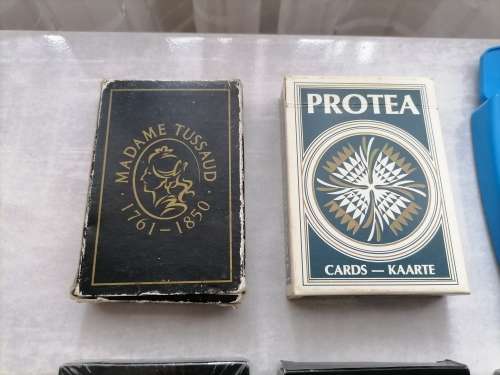 MADAME TUSSAUD
· 1761-1850 ·
PROTEA
CARDS — KAARTE